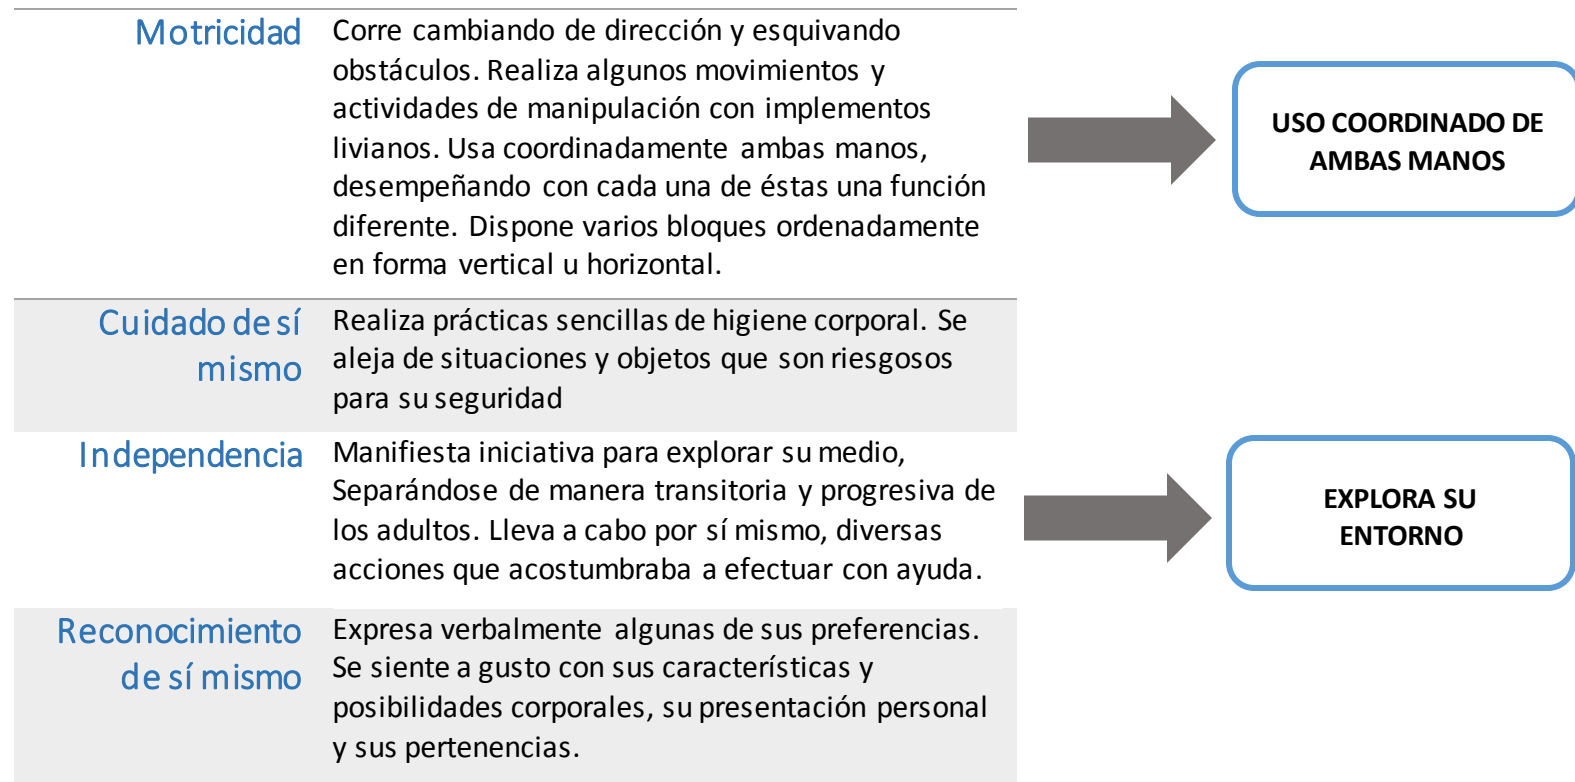 Motricidad
Corre cambiando de dirección y esquivando
obstáculos. Realiza algunos movimientos y
actividades de manipulación con implementos
livianos. Usa coordinadamente ambas manos,
desempeñando con cada una de éstas una función
diferente. Dispone varios bloques ordenadamente
en forma vertical u horizontal.
USO COORDINADO DE
AMBAS MANOS
Cuidado de sí
mismo
Realiza prácticas sencillas de higiene corporal. Se
aleja de situaciones y objetos que son riesgosos
para su seguridad
Independencia
Manifiesta iniciativa para explorar su medio,
Separándose de manera transitoria y progresiva de
los adultos. Lleva a cabo por sí mismo, diversas
acciones que acostumbraba a efectuar con ayuda.
EXPLORA SU
ENTORNO
Reconocimiento
de sí mismo
Expresa verbalmente algunas de sus preferencias.
Se siente a gusto con sus características y
posibilidades corporales, su presentación personal
y sus pertenencias.